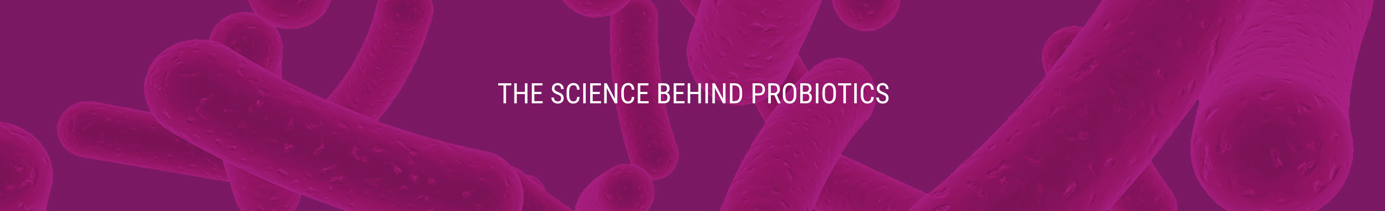 THE SCIENCE BEHIND PROBIOTICS